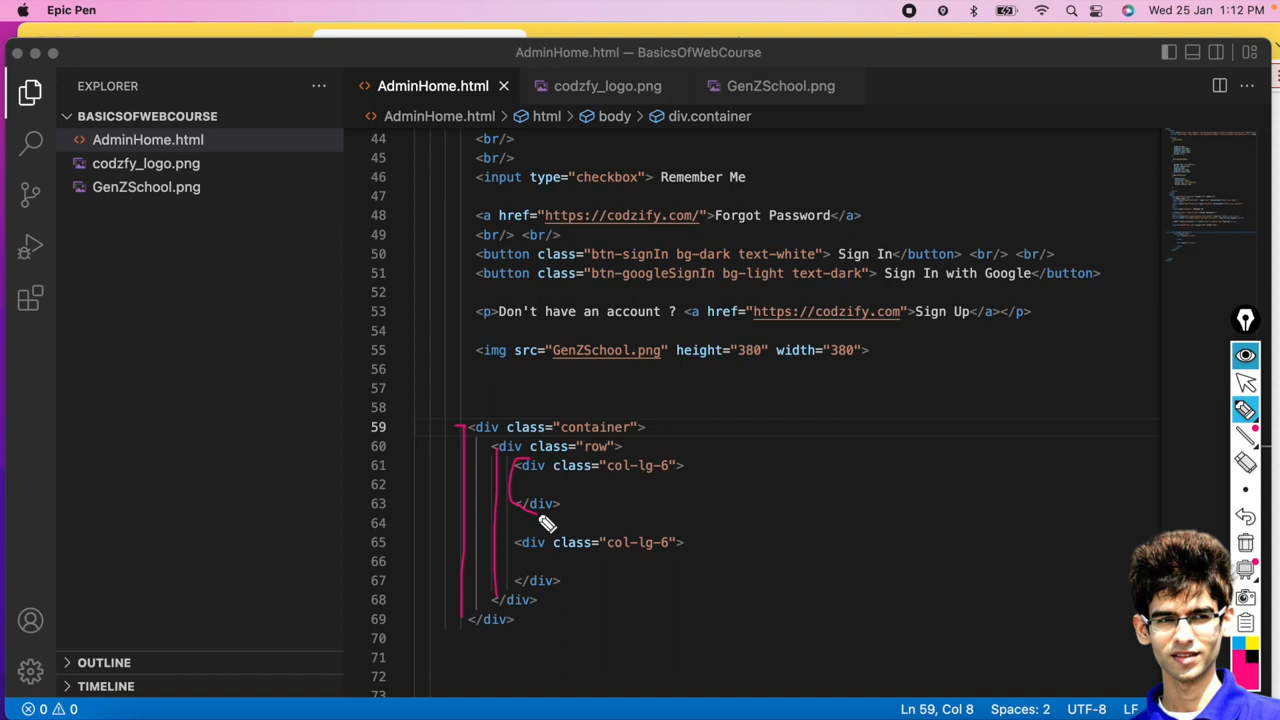 Epic Pen
Wed 25 Jan 1:12 PM
AdminHome.html — BasicsOfWebCourse
EXPLORER
AdminHome.html
codzfy_logo.png
GenZSchool.png
BASICSOFWEBCOURSE
AdminHome.html > html > body > div.container
AdminHome.html
codzfy_logo.png
GenZSchool.png
44 <br/>
45 <br/>
46 <input type="checkbox"> Remember Me
47
48 <a href="https://codzify.com/">Forgot Password</a>
49 <br/> <br/>
50 <button class="btn-signIn bg-dark text-white"> Sign In</button> <br/> <br/>
51 <button class="btn-googleSignIn bg-light text-dark"> Sign In with Google</button>
52
53 <p>Don't have an account ? <a href="https://codzify.com">Sign Up</a></p>
54
55 <img src="GenZSchool.png" height="380" width="380">
56
57
58
59 <div class="container">
60 <div class="row">
61 <div class="col-lg-6">
62
63 </div>
64
65 <div class="col-lg-6">
66
67 </div>
68 </div>
69 </div>
70
71
72
73
OUTLINE
TIMELINE
0 0
Ln 59, Col 8
Spaces: 2
UTF-8
LF